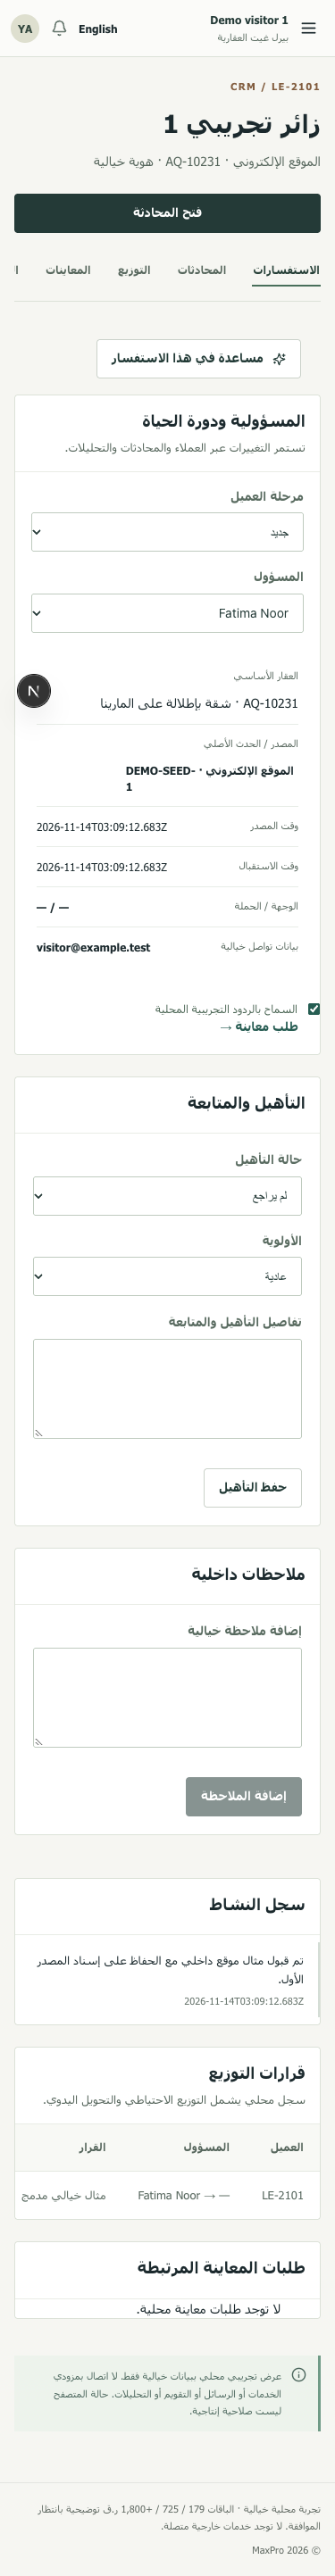 Demo visitor 1
بيرل غيث العقارية
English
YA
CRM / LE-2101
زائر تجريبي 1
الموقع الإلكتروني · AQ-10231 · هوية خيالية
فتح المحادثة
الاستفسارات
المحادثات
التوزيع
المعاينات
مساعدة في هذا الاستفسار
المسؤولية ودورة الحياة
تستمر التغييرات عبر العملاء والمحادثات والتحليلات.
مرحلة العميل
جديد
المسؤول
Fatima Noor
العقار الأساسي
AQ-10231 · شقة بإطلالة على المارينا
N
المصدر / الحدث الأصلي
الموقع الإلكتروني · DEMO-SEED-
1
وقت المصدر
2026-11-14T03:09:12.683Z
وقت الاستقبال
2026-11-14T03:09:12.683Z
الوجهة / الحملة
— / —
بيانات تواصل خيالية
visitor@example.test
السماح بالردود التجريبية المحلية
طلب معاينة →
التأهيل والمتابعة
حالة التأهيل
لم يراجع
الأولوية
عادية
تفاصيل التأهيل والمتابعة
حفظ التأهيل
ملاحظات داخلية
إضافة ملاحظة خيالية
إضافة الملاحظة
سجل النشاط
تم قبول مثال موقع داخلي مع الحفاظ على إسناد المصدر
الأول.
2026-11-14T03:09:12.683Z
قرارات التوزيع
سجل محلي يشمل التوزيع الاحتياطي والتحويل اليدوي.
العميل
المسؤول
القرار
LE-2101
— → Fatima Noor
مثال خيالي مدمج
طلبات المعاينة المرتبطة
لا توجد طلبات معاينة محلية.
عرض تجريبي محلي ببيانات خيالية فقط. لا اتصال بمزودي
الخدمات أو الرسائل أو التقويم أو التحليلات. حالة المتصفح
ليست صلاحية إنتاجية.
تجربة محلية خيالية · الباقات 179 / 725 / +1,800 ر.ق توضيحية بانتظار
الموافقة. لا توجد خدمات خارجية متصلة.
© 2026 MaxPro